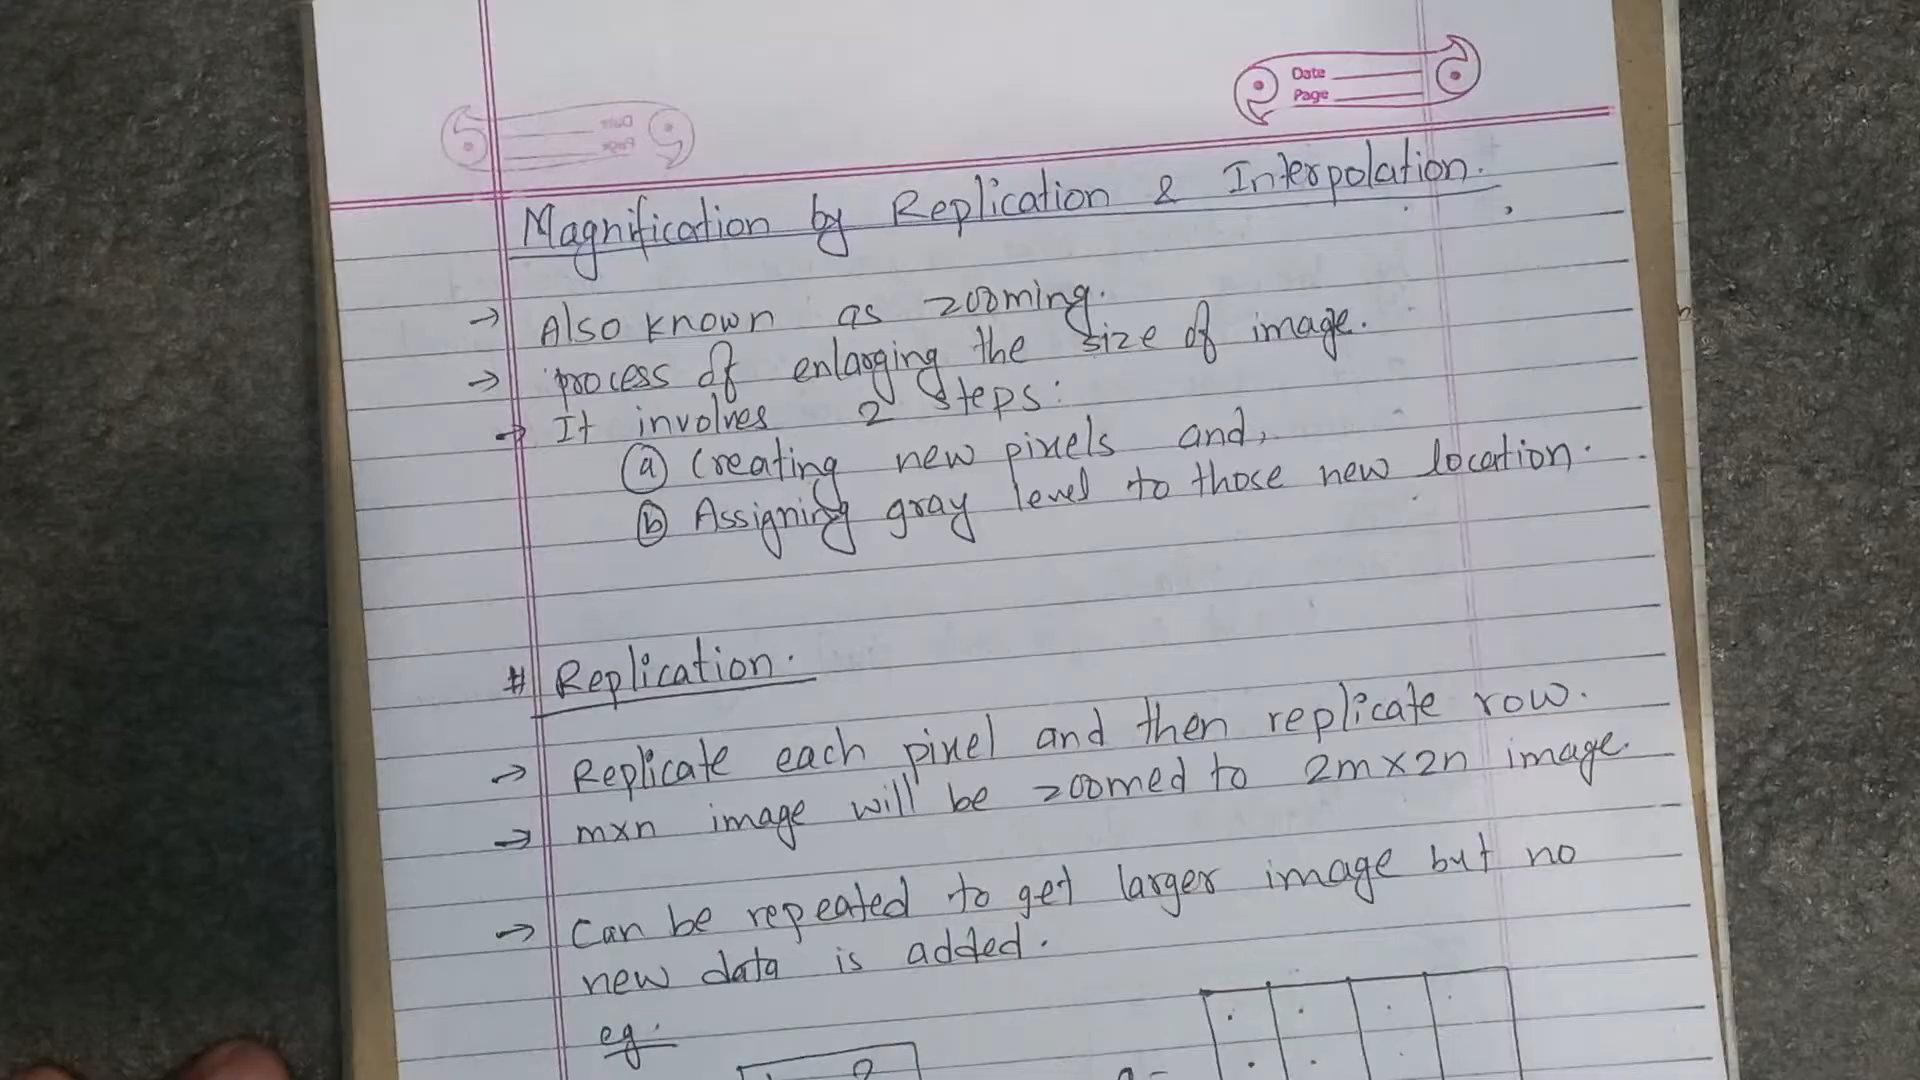 Date
Page
Magnification by Replication & Interpolation.
→ Also known as zooming.
→ process of enlarging the size of image.
→ It involves 2 steps:
(a) Creating new pixels and,
(b) Assigning gray level to those new location.
# Replication.
→ Replicate each pixel and then replicate row.
→ mxn image will be zoomed to 2mx2n image.
→ Can be repeated to get larger image but no
new data is added.
eg: